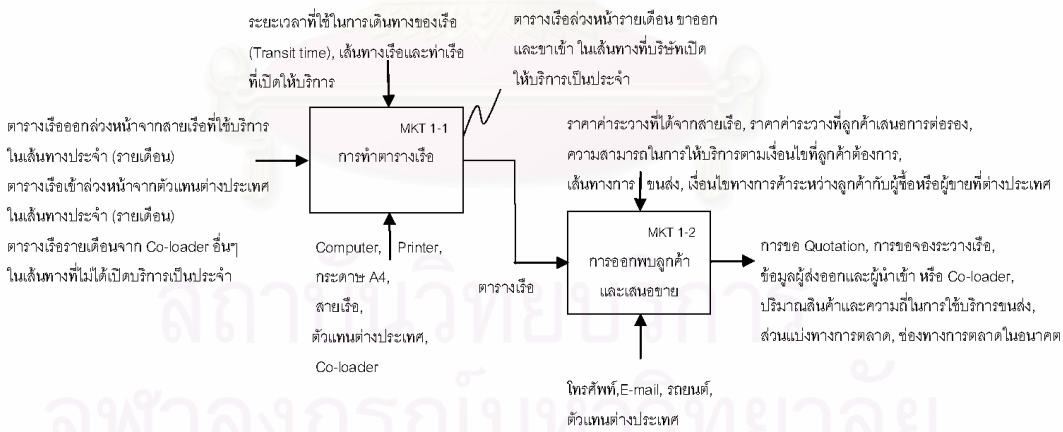 ระยะเวลาที่ใช้ในการเดินทางของเรือ
(Transit time), เส้นทางเรือและท่าเรือ
ที่เปิดให้บริการ
ตารางเรือล่วงหน้ารายเดือน ขาออก
และขาเข้า ในเส้นทางที่บริษัทเปิด
ให้บริการเป็นประจำ
ตารางเรือออกล่วงหน้าจากสายเรือที่ใช้บริการ
ในเส้นทางประจำ (รายเดือน)
ตารางเรือเข้าล่วงหน้าจากตัวแทนต่างประเทศ
ในเส้นทางประจำ (รายเดือน)
ตารางเรือรายเดือนจาก Co-loader อื่นๆ
ในเส้นทางที่ไม่ได้เปิดบริการเป็นประจำ
MKT 1-1
การทำตารางเรือ
Computer, Printer,
กระดาษ A4,
สายเรือ,
ตัวแทนต่างประเทศ,
Co-loader
ตารางเรือ
ราคาค่าระวางที่ได้จากสายเรือ, ราคาค่าระวางที่ลูกค้าเสนอการต่อรอง,
ความสามารถในการให้บริการตามเงื่อนไขที่ลูกค้าต้องการ,
เส้นทางการ ขนส่ง, เงื่อนไขทางการค้าระหว่างลูกค้ากับผู้ซื้อหรือผู้ขายที่ต่างประเทศ
MKT 1-2
การออกพบลูกค้า
และเสนอขาย
การขอ Quotation, การขอจองระวางเรือ,
ข้อมูลผู้ส่งออกและผู้นำเข้า หรือ Co-loader,
ปริมาณสินค้าและความถี่ในการใช้บริการขนส่ง,
ส่วนแบ่งทางการตลาด, ช่องทางการตลาดในอนาคต
โทรศัพท์,E-mail, รถยนต์,
ตัวแทนต่างประเทศ
สถาบันวิทยบริการ
จุฬาลงกรณ์มหาวิทยาลัย